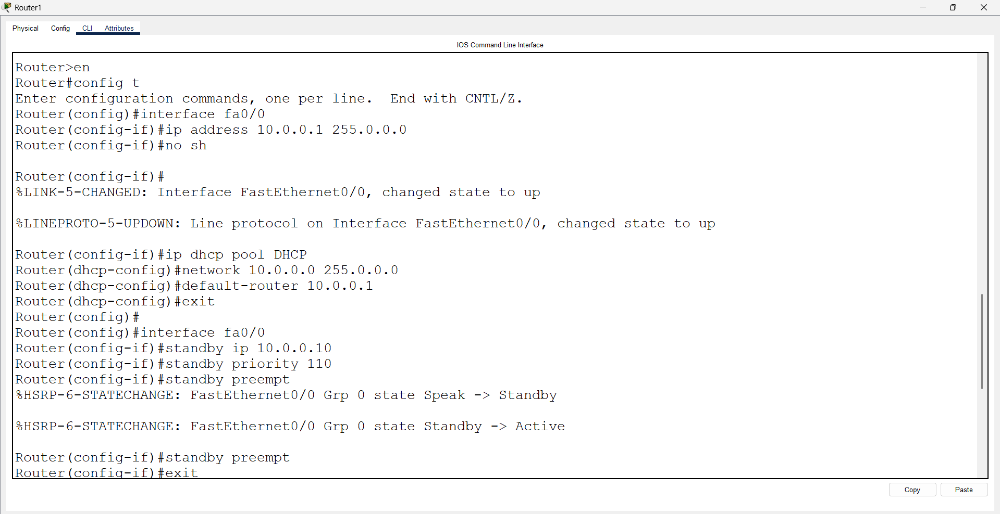 Router1
Physical Config CLI Attributes
IOS Command Line Interface
Router>en
Router#config t
Enter configuration commands, one per line.  End with CNTL/Z.
Router(config)#interface fa0/0
Router(config-if)#ip address 10.0.0.1 255.0.0.0
Router(config-if)#no sh
Router(config-if)#
%LINK-5-CHANGED: Interface FastEthernet0/0, changed state to up
%LINEPROTO-5-UPDOWN: Line protocol on Interface FastEthernet0/0, changed state to up
Router(config-if)#ip dhcp pool DHCP
Router(dhcp-config)#network 10.0.0.0 255.0.0.0
Router(dhcp-config)#default-router 10.0.0.1
Router(dhcp-config)#exit
Router(config)#
Router(config)#interface fa0/0
Router(config-if)#standby ip 10.0.0.10
Router(config-if)#standby priority 110
Router(config-if)#standby preempt
%HSRP-6-STATECHANGE: FastEthernet0/0 Grp 0 state Speak -> Standby
%HSRP-6-STATECHANGE: FastEthernet0/0 Grp 0 state Standby -> Active
Router(config-if)#standby preempt
Router(config-if)#exit
Copy Paste